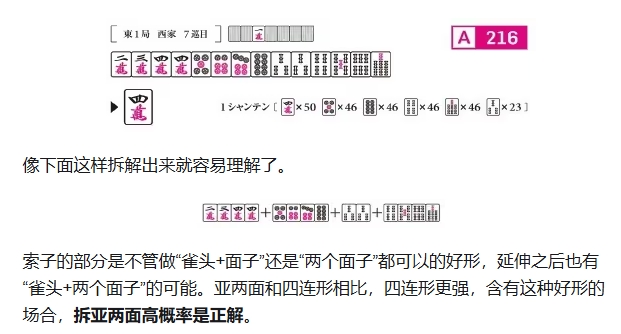 [ 東1局 西家 7巡目 ]
A 216
1シャンテン [ ×50 ×46 ×46 ×46 ×46 ×23 ]
像下面这样拆解出来就容易理解了。
+ + +
索子的部分是不管做“雀头+面子”还是“两个面子”都可以的好形，延伸之后也有
“雀头+两个面子”的可能。亚两面和四连形相比，四连形更强，含有这种好形的
场合，拆亚两面高概率是正解。